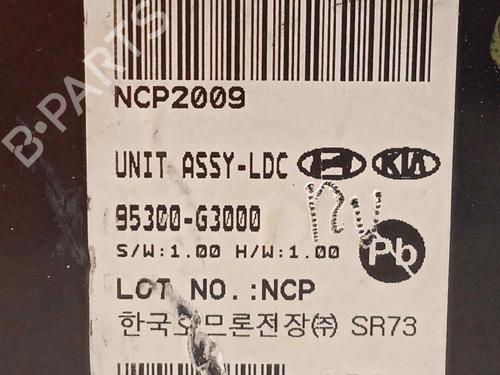 NCP2009
UNIT ASSY-LDC H KIA
95300-G3000
S/W:1.00 H/W:1.00 Pb
LOT NO.:NCP
한국오므론전장㈜ SR73
B-PARTS